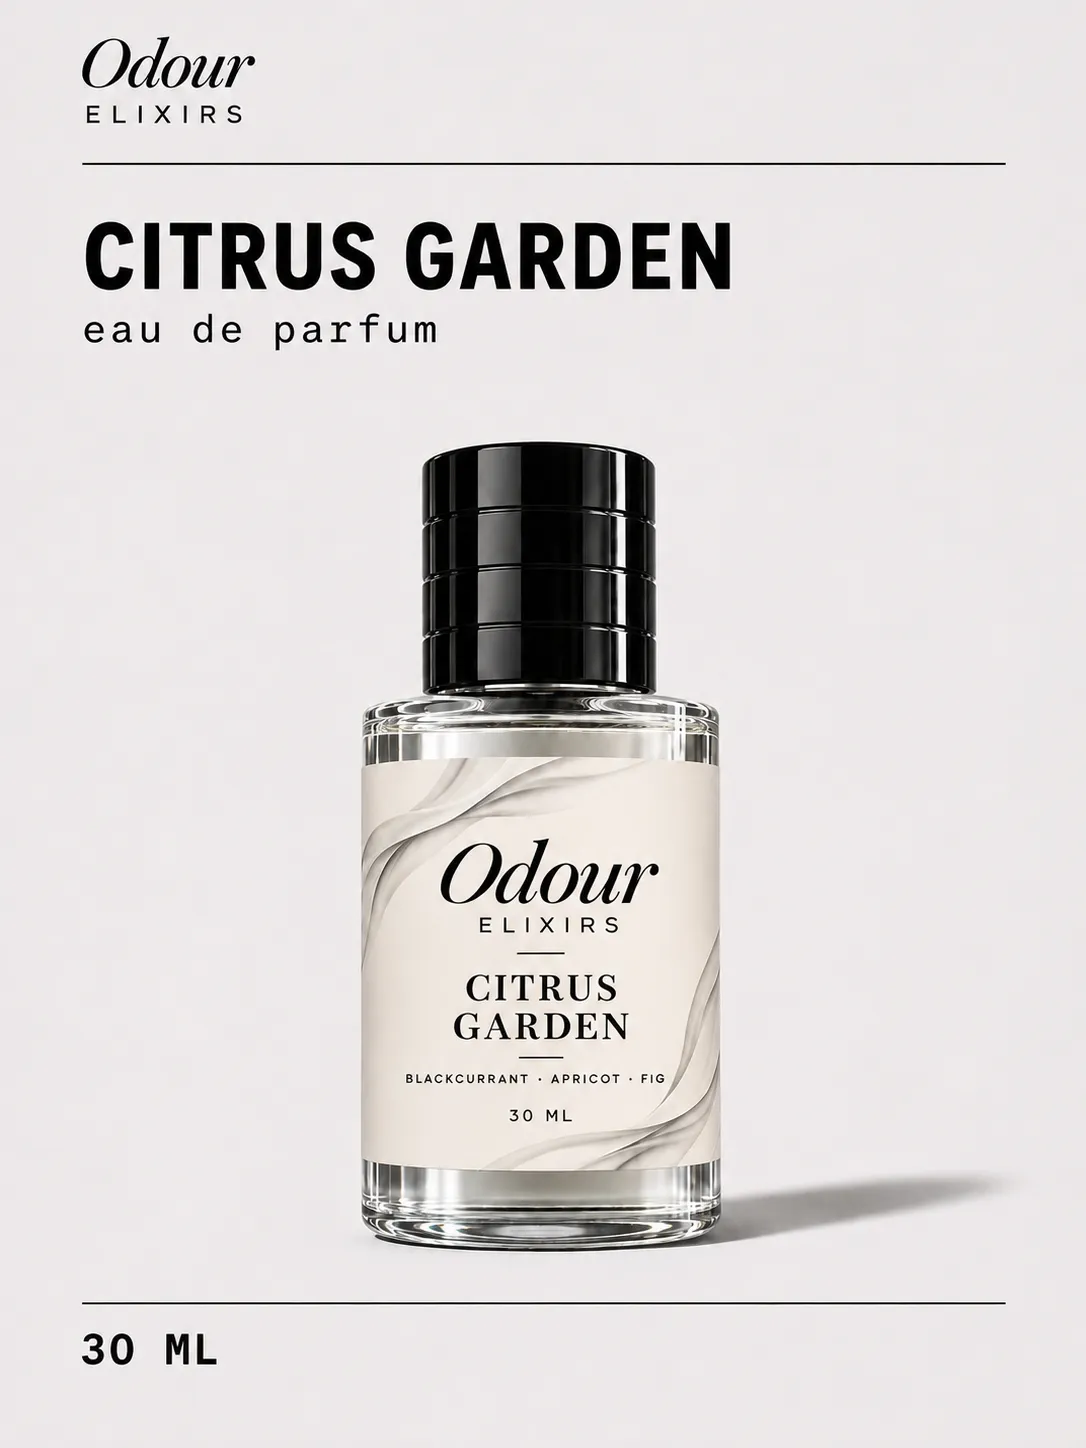 Odour
ELIXIRS
CITRUS GARDEN
eau de parfum
Odour
ELIXIRS
CITRUS
GARDEN
BLACKCURRANT · APRICOT · FIG
30 ML
30 ML